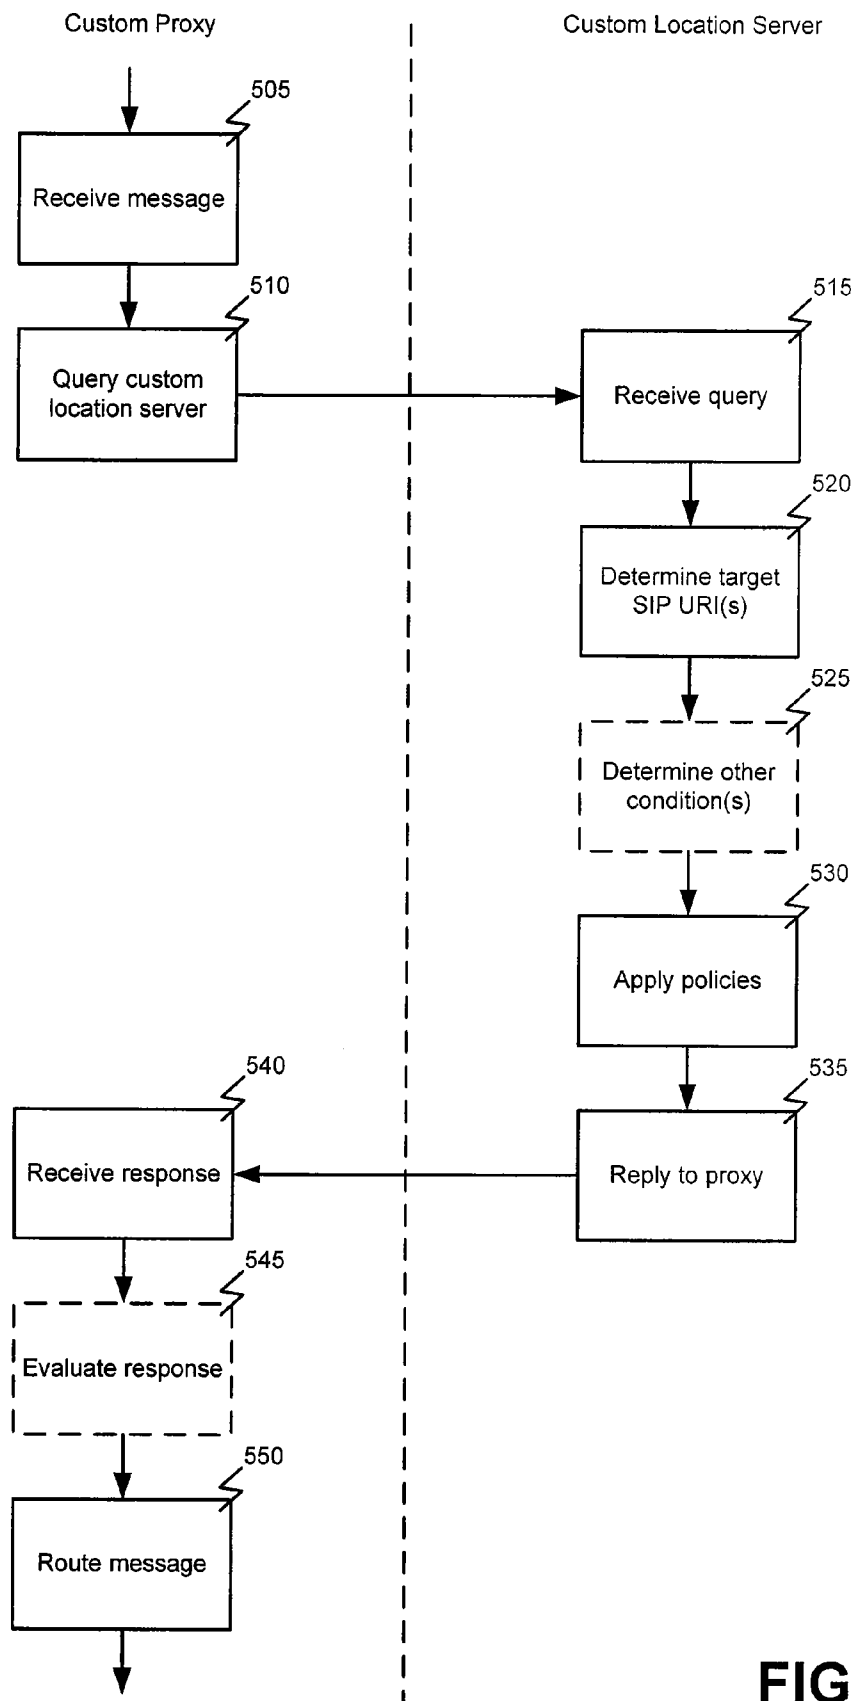 Custom Proxy
Custom Location Server
505
Receive message
510
Query custom
location server
515
Receive query
520
Determine target
SIP URI(s)
525
Determine other
condition(s)
530
Apply policies
535
Reply to proxy
540
Receive response
545
Evaluate response
550
Route message
FIG